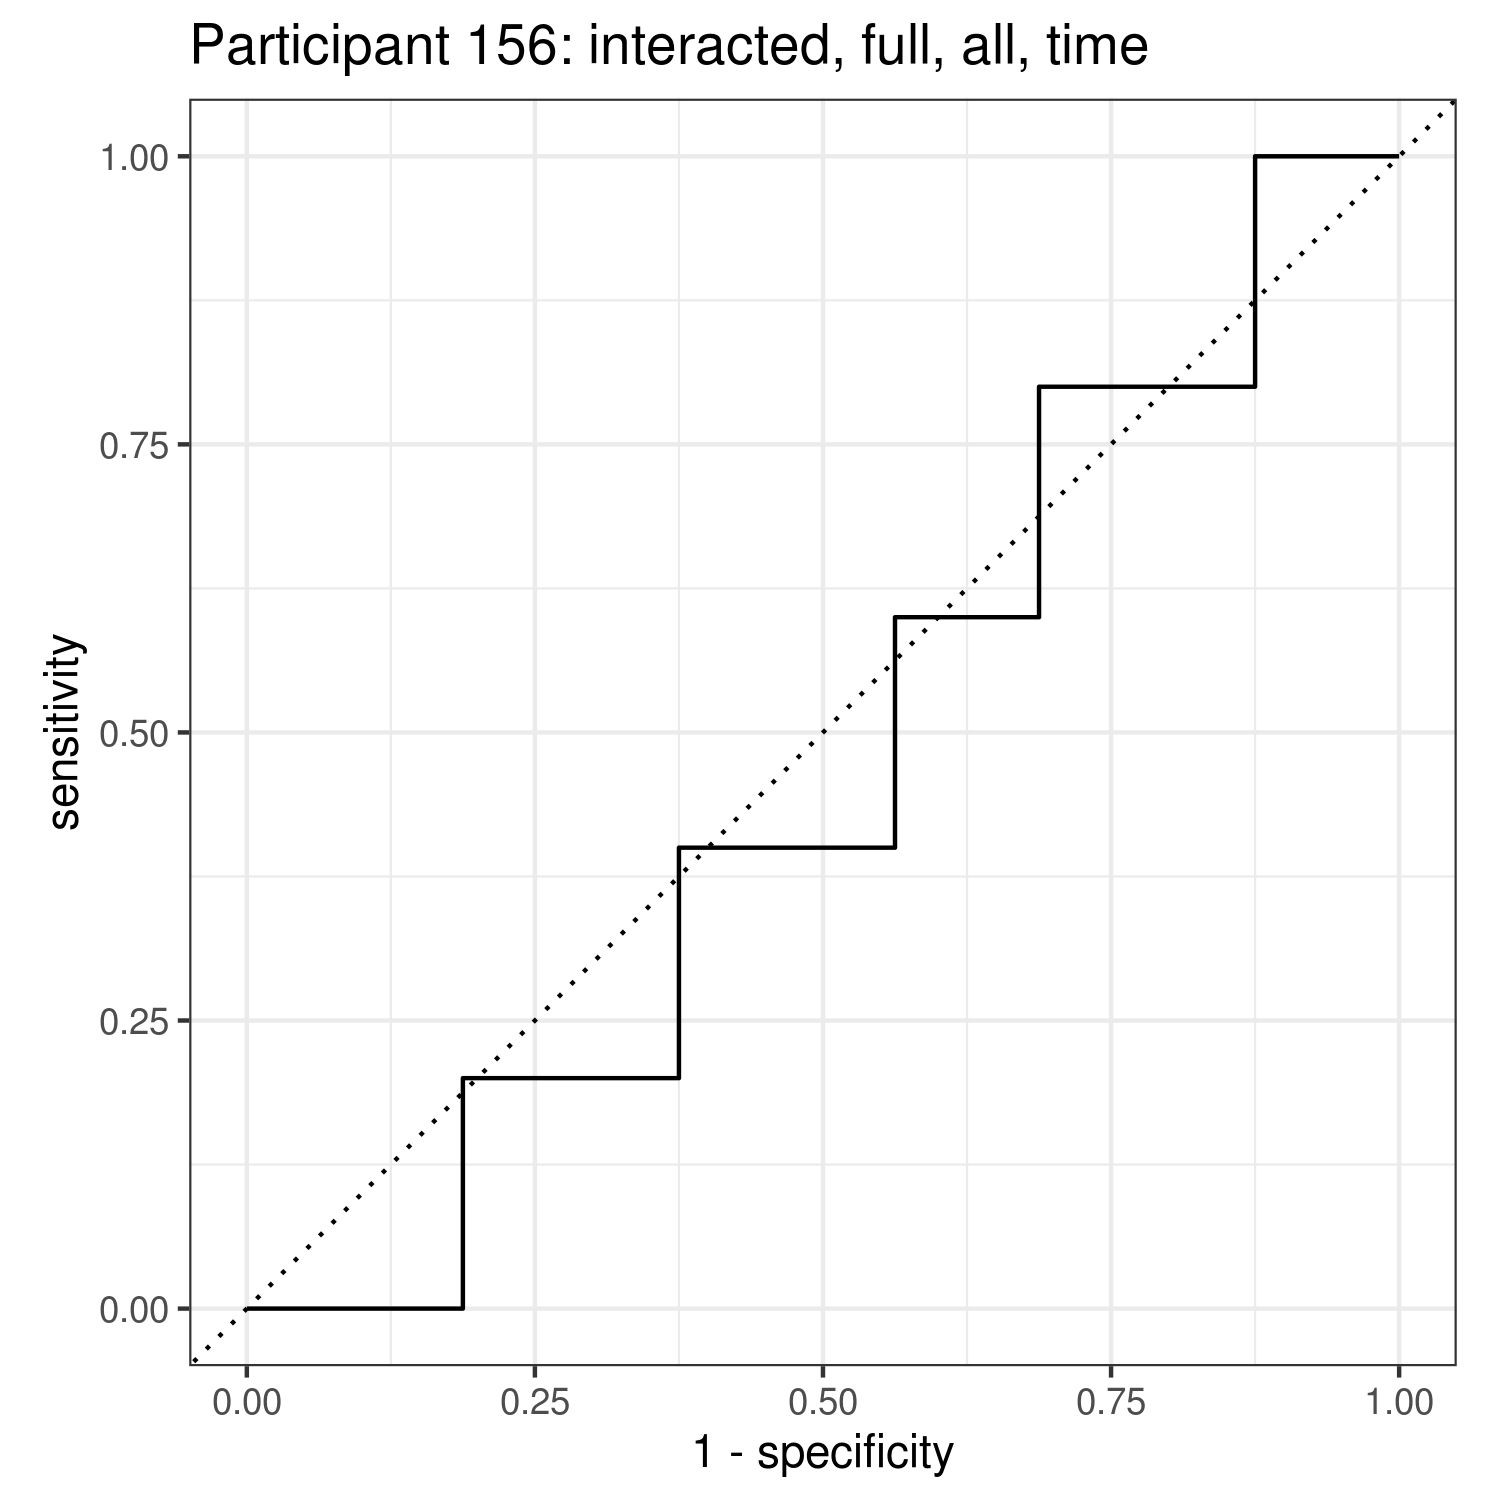 Participant 156: interacted, full, all, time
1.00
0.75
0.50
0.25
0.00
sensitivity
0.00 0.25 0.50 0.75 1.00
1 - specificity